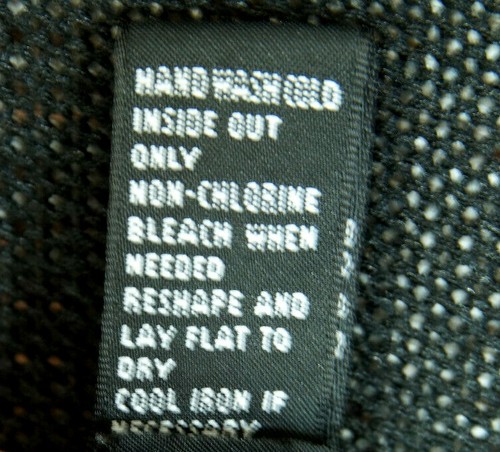 HAND WASH COLD
INSIDE OUT
ONLY
NON-CHLORINE
BLEACH WHEN
NEEDED
RESHAPE AND
LAY FLAT TO
DRY
COOL IRON IF
NECESSARY